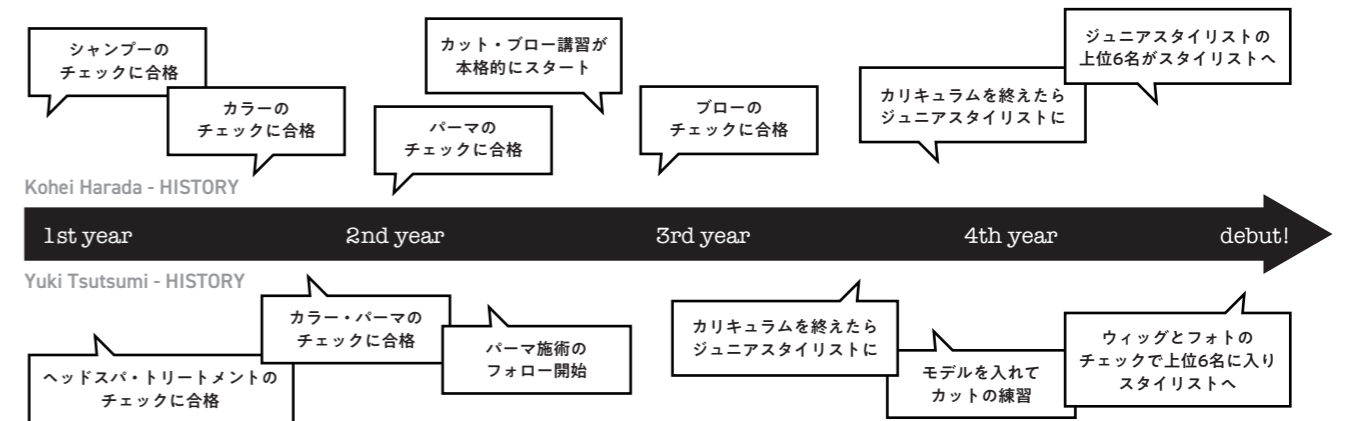 シャンプーの
チェックに合格
カラーの
チェックに合格
パーマの
チェックに合格
カット・ブロー講習が
本格的にスタート
ブローの
チェックに合格
カリキュラムを終えたら
ジュニアスタイリストに
ジュニアスタイリストの
上位6名がスタイリストへ
Kohei Harada - HISTORY
1st year 2nd year 3rd year 4th year debut!
Yuki Tsutsumi - HISTORY
ヘッドスパ・トリートメントの
チェックに合格
カラー・パーマの
チェックに合格
パーマ施術の
フォロー開始
カリキュラムを終えたら
ジュニアスタイリストに
モデルを入れて
カットの練習
ウィッグとフォトの
チェックで上位6名に入り
スタイリストへ